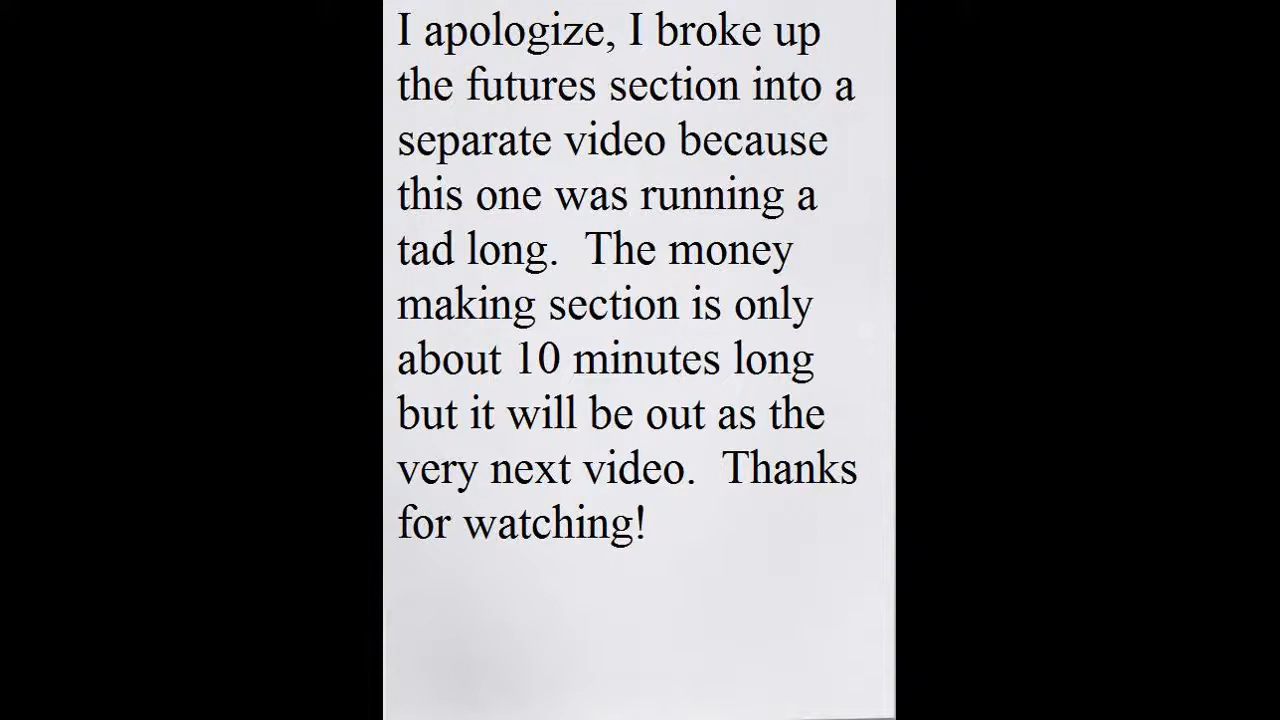 I apologize, I broke up
the futures section into a
separate video because
this one was running a
tad long.  The money
making section is only
about 10 minutes long
but it will be out as the
very next video.  Thanks
for watching!